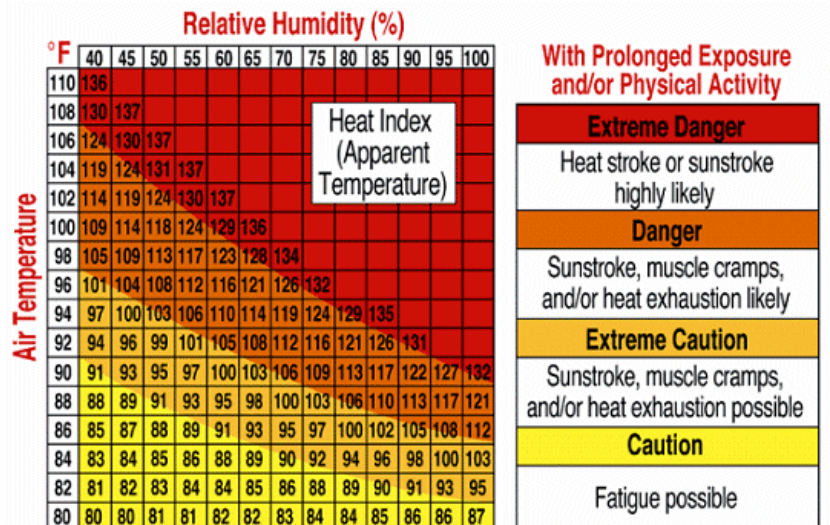 Relative Humidity (%)
°F 40 45 50 55 60 65 70 75 80 85 90 95 100
110 136
108 130 137
106 124 130 137
104 119 124 131 137
102 114 119 124 130 137
100 109 114 118 124 129 136
98 105 109 113 117 123 128 134
96 101 104 108 112 116 121 126 132
94 97 100 103 106 110 114 119 124 129 135
92 94 96 99 101 105 108 112 116 121 126 131
90 91 93 95 97 100 103 106 109 113 117 122 127 132
88 88 89 91 93 95 98 100 103 106 110 113 117 121
86 85 87 88 89 91 93 95 97 100 102 105 108 112
84 83 84 85 86 88 89 90 92 94 96 98 100 103
82 81 82 83 84 84 85 86 88 89 90 91 93 95
80 80 80 81 81 82 82 83 84 84 85 86 86 87
Air Temperature
Heat Index
(Apparent
Temperature)
With Prolonged Exposure
and/or Physical Activity
Extreme Danger
Heat stroke or sunstroke
highly likely
Danger
Sunstroke, muscle cramps,
and/or heat exhaustion likely
Extreme Caution
Sunstroke, muscle cramps,
and/or heat exhaustion possible
Caution
Fatigue possible